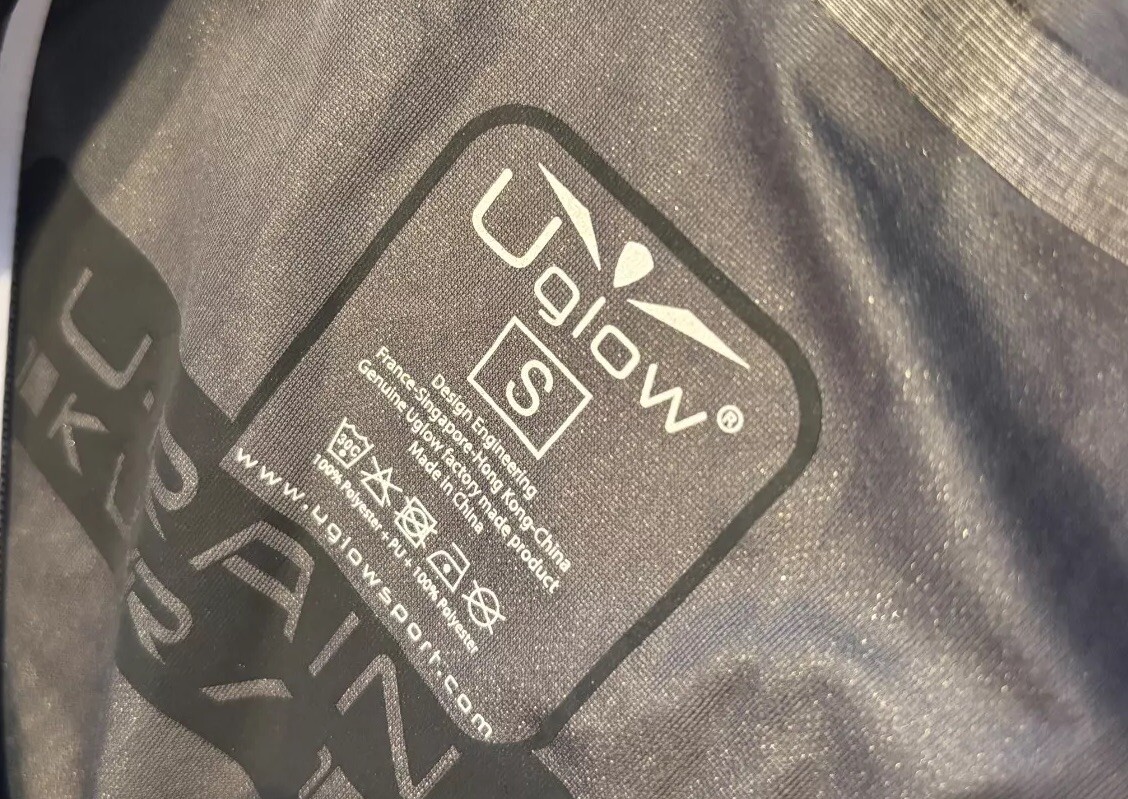 Uglow®
S
Design Engineering
France-Singapore-Hong Kong-China
Genuine Uglow factory made product
Made in China
30C
100% Polyester + PU + 100% Polyester
www.uglowsport.com
RAIN